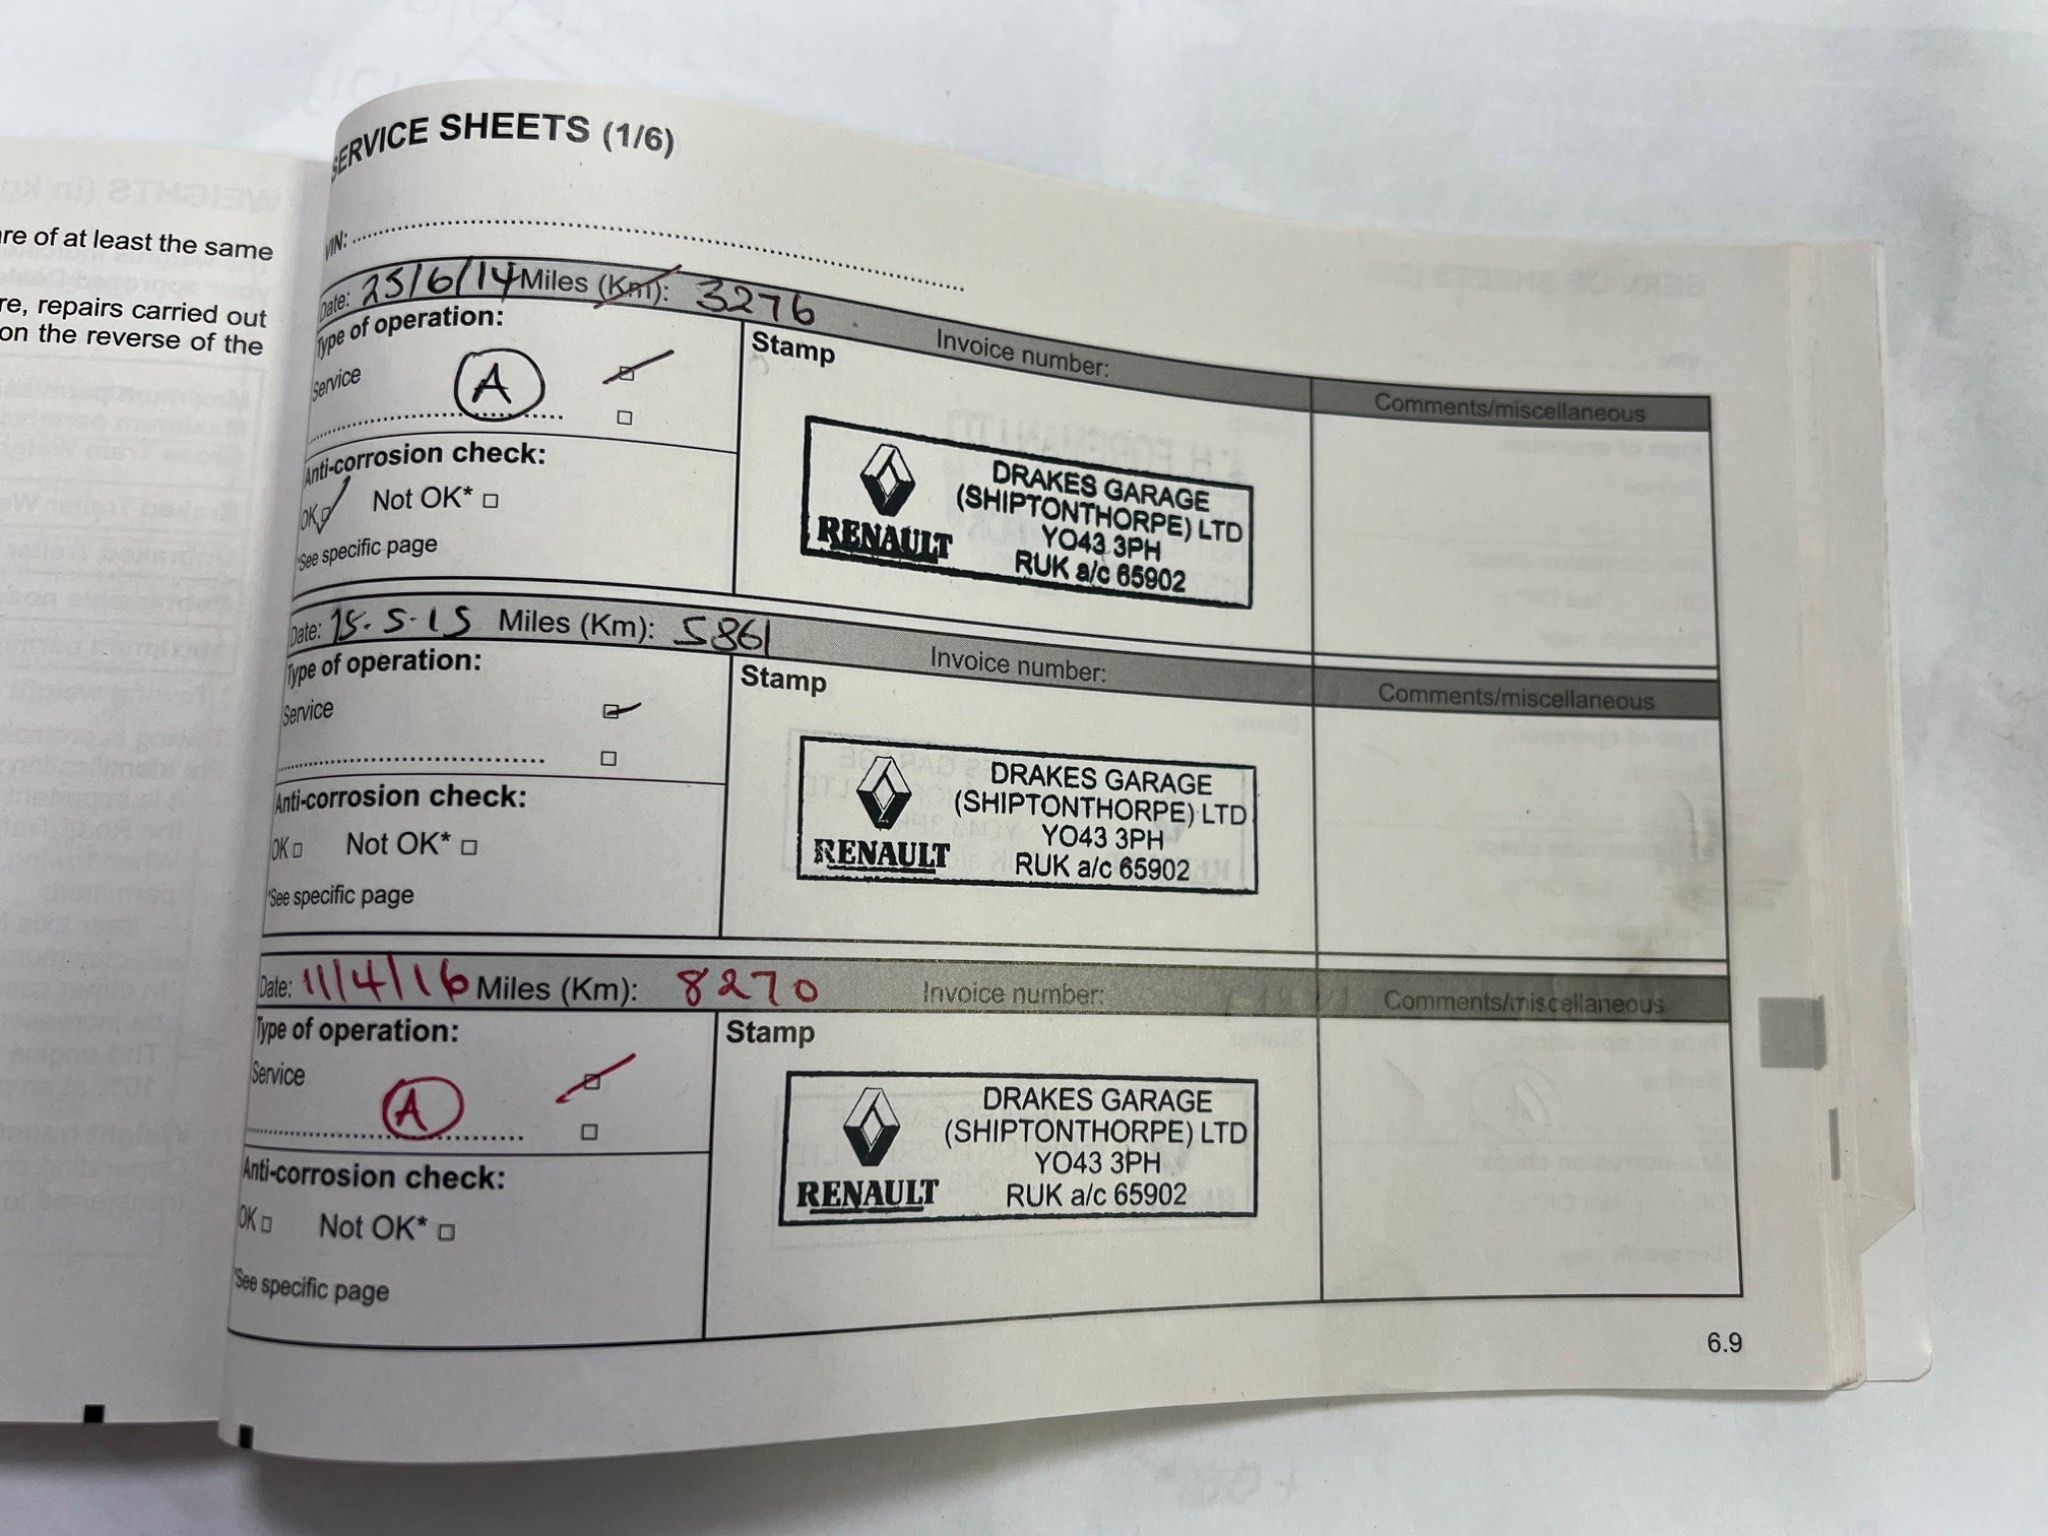 are of at least the same
re, repairs carried out
on the reverse of the
SERVICE SHEETS (1/6)
VIN:
Date: 25/6/14 Miles (Km): 3276 Invoice number:
Comments/miscellaneous
Type of operation:
Service A
Stamp
Anti-corrosion check:
OK Not OK*
*See specific page
RENAULT
DRAKES GARAGE
(SHIPTONTHORPE) LTD
YO43 3PH
RUK a/c 65902
Date: 15-5-15 Miles (Km): 5861 Invoice number:
Comments/miscellaneous
Type of operation:
Service
Stamp
Anti-corrosion check:
OK Not OK*
*See specific page
RENAULT
DRAKES GARAGE
(SHIPTONTHORPE) LTD
YO43 3PH
RUK a/c 65902
Date: 11/4/16 Miles (Km): 8270 Invoice number:
Comments/miscellaneous
Type of operation:
Service A
Stamp
Anti-corrosion check:
OK Not OK*
*See specific page
RENAULT
DRAKES GARAGE
(SHIPTONTHORPE) LTD
YO43 3PH
RUK a/c 65902
6.9